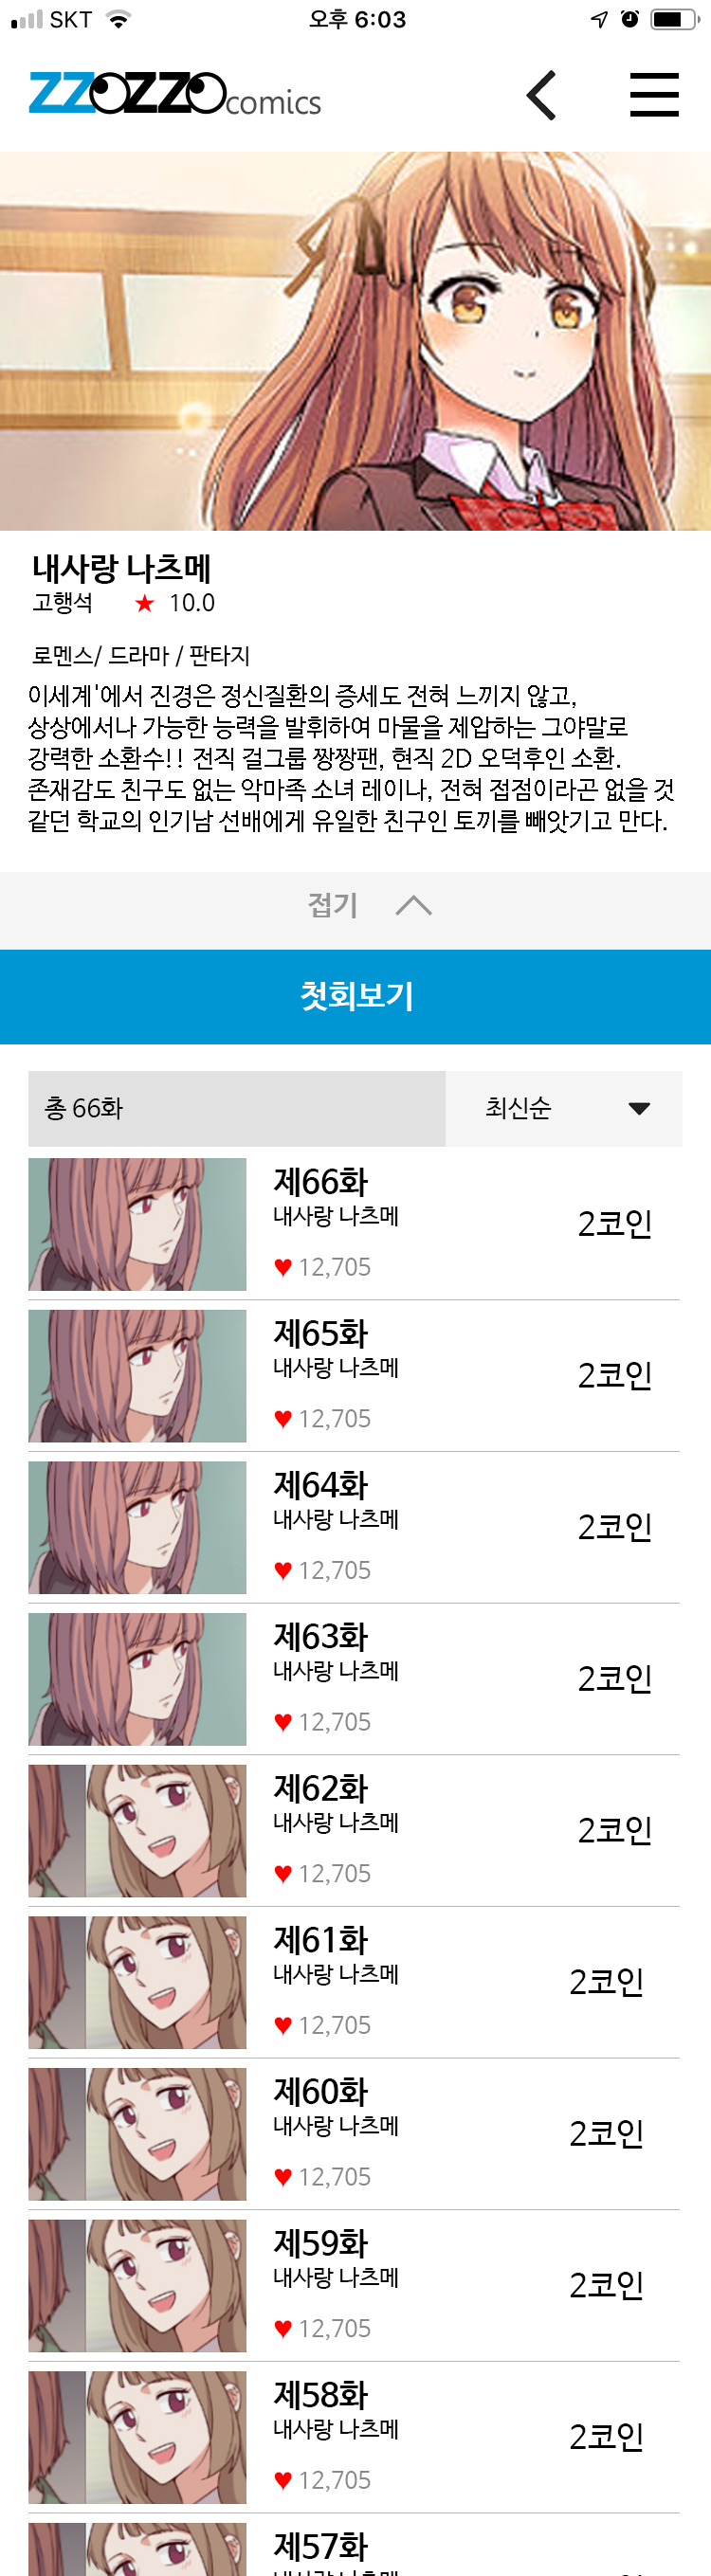 SKT 오후 6:03
ZZOZZO comics
내사랑 나츠메
고행석 ★ 10.0
로멘스/ 드라마 / 판타지
이세계'에서 진경은 정신질환의 증세도 전혀 느끼지 않고,
상상에서나 가능한 능력을 발휘하여 마물을 제압하는 그야말로
강력한 소환수!! 전직 걸그룹 짱짱팬, 현직 2D 오덕후인 소환.
존재감도 친구도 없는 악마족 소녀 레이나, 전혀 접점이라곤 없을 것
같던 학교의 인기남 선배에게 유일한 친구인 토끼를 빼앗기고 만다.
접기
첫회보기
총 66화 최신순
제66화
내사랑 나츠메
2코인
♥ 12,705
제65화
내사랑 나츠메
2코인
♥ 12,705
제64화
내사랑 나츠메
2코인
♥ 12,705
제63화
내사랑 나츠메
2코인
♥ 12,705
제62화
내사랑 나츠메
2코인
♥ 12,705
제61화
내사랑 나츠메
2코인
♥ 12,705
제60화
내사랑 나츠메
2코인
♥ 12,705
제59화
내사랑 나츠메
2코인
♥ 12,705
제58화
내사랑 나츠메
2코인
♥ 12,705
제57화